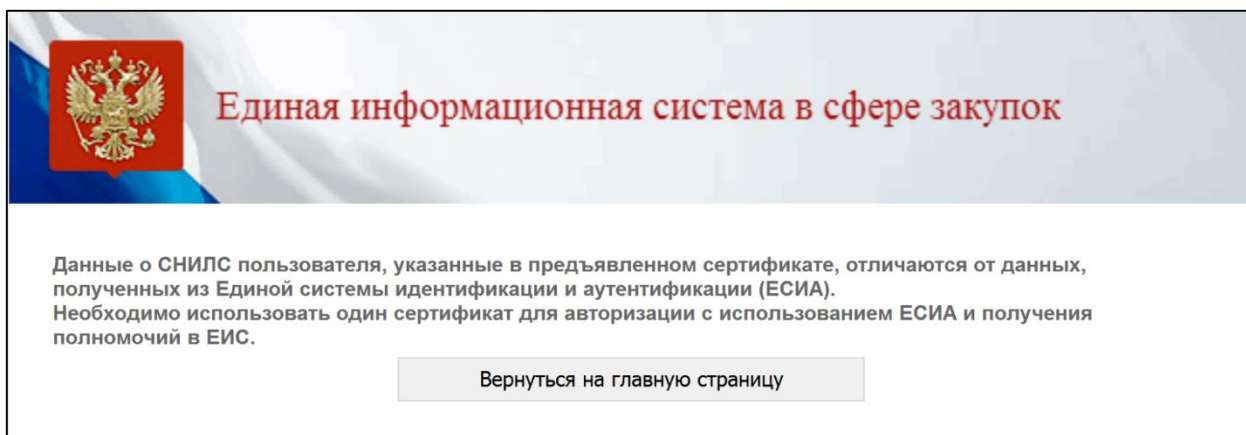 Единая информационная система в сфере закупок
Данные о СНИЛС пользователя, указанные в предъявленном сертификате, отличаются от данных,
полученных из Единой системы идентификации и аутентификации (ЕСИА).
Необходимо использовать один сертификат для авторизации с использованием ЕСИА и получения
полномочий в ЕИС.
Вернуться на главную страницу